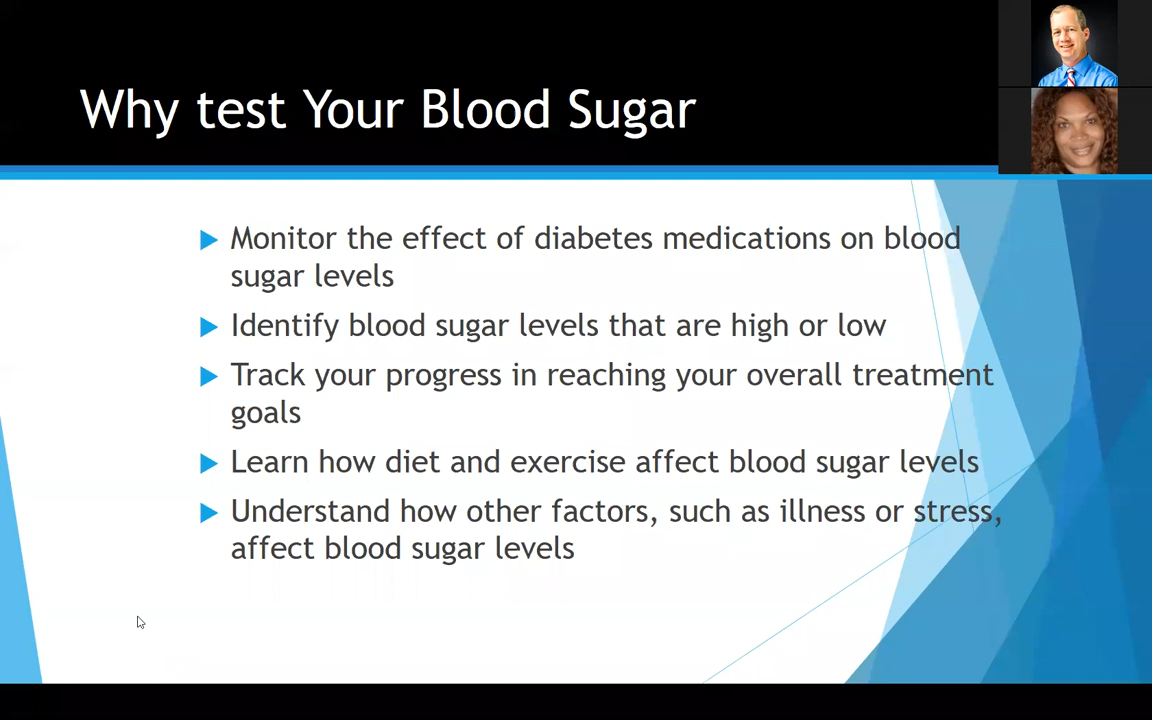 Why test Your Blood Sugar
Monitor the effect of diabetes medications on blood
sugar levels
Identify blood sugar levels that are high or low
Track your progress in reaching your overall treatment
goals
Learn how diet and exercise affect blood sugar levels
Understand how other factors, such as illness or stress,
affect blood sugar levels